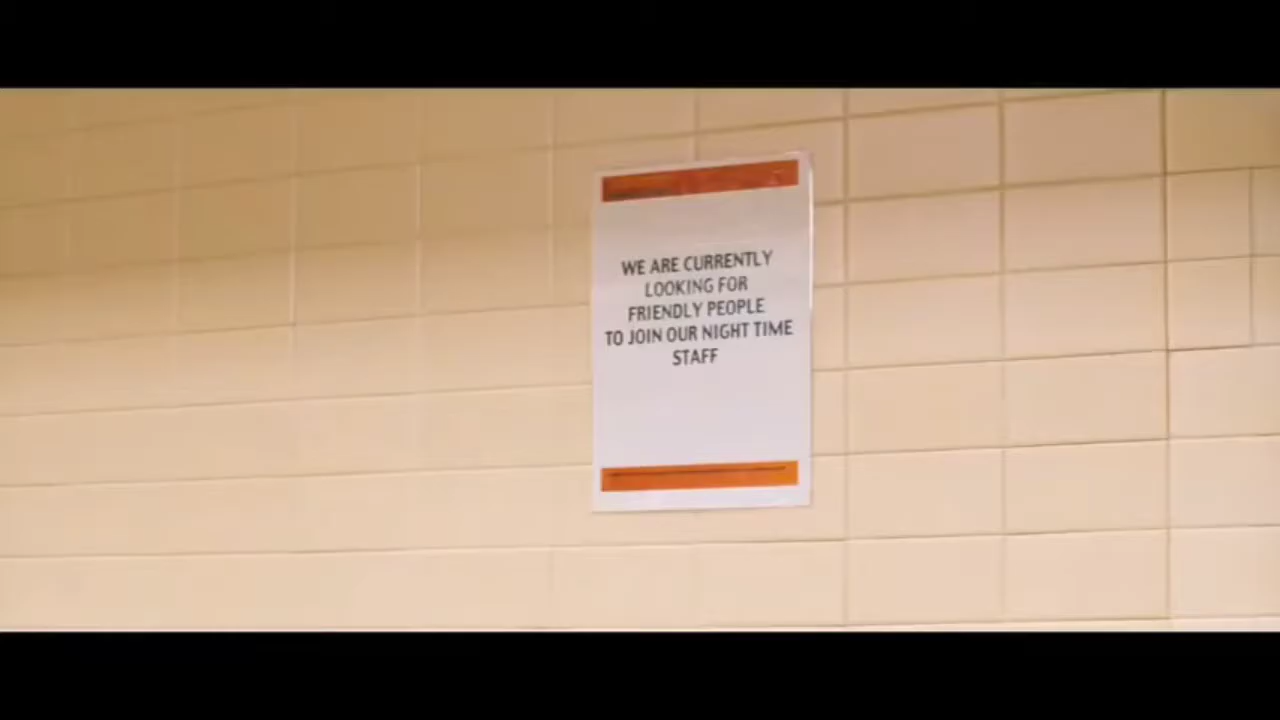 WE ARE CURRENTLY
LOOKING FOR
FRIENDLY PEOPLE
TO JOIN OUR NIGHT TIME
STAFF